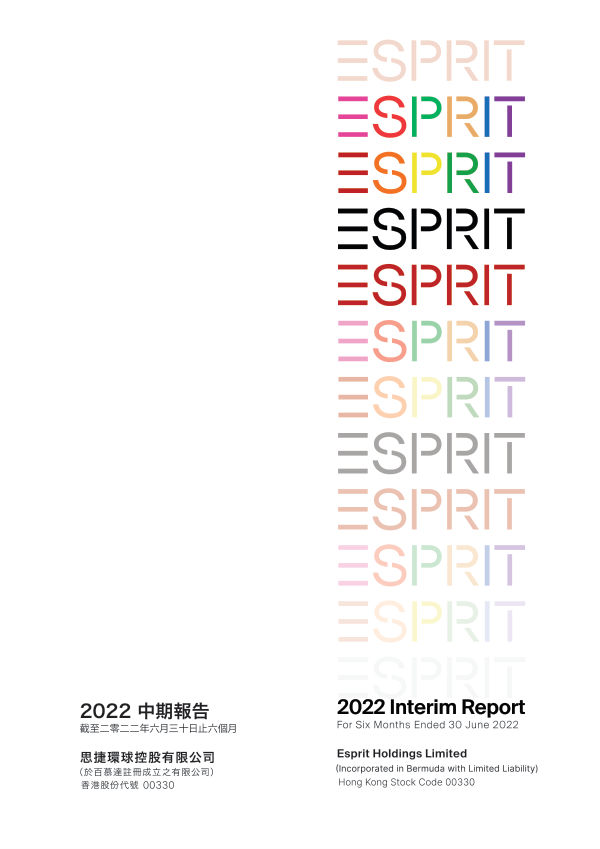 ESPRIT
ESPRIT
ESPRIT
ESPRIT
ESPRIT
ESPRIT
ESPRIT
ESPRIT
ESPRIT
ESPRIT
ESPRIT
ESPRIT
2022 中期報告
截至二零二二年六月三十日止六個月
思捷環球控股有限公司
(於百慕達註冊成立之有限公司)
香港股份代號 00330
2022 Interim Report
For Six Months Ended 30 June 2022
Esprit Holdings Limited
(Incorporated in Bermuda with Limited Liability)
Hong Kong Stock Code 00330